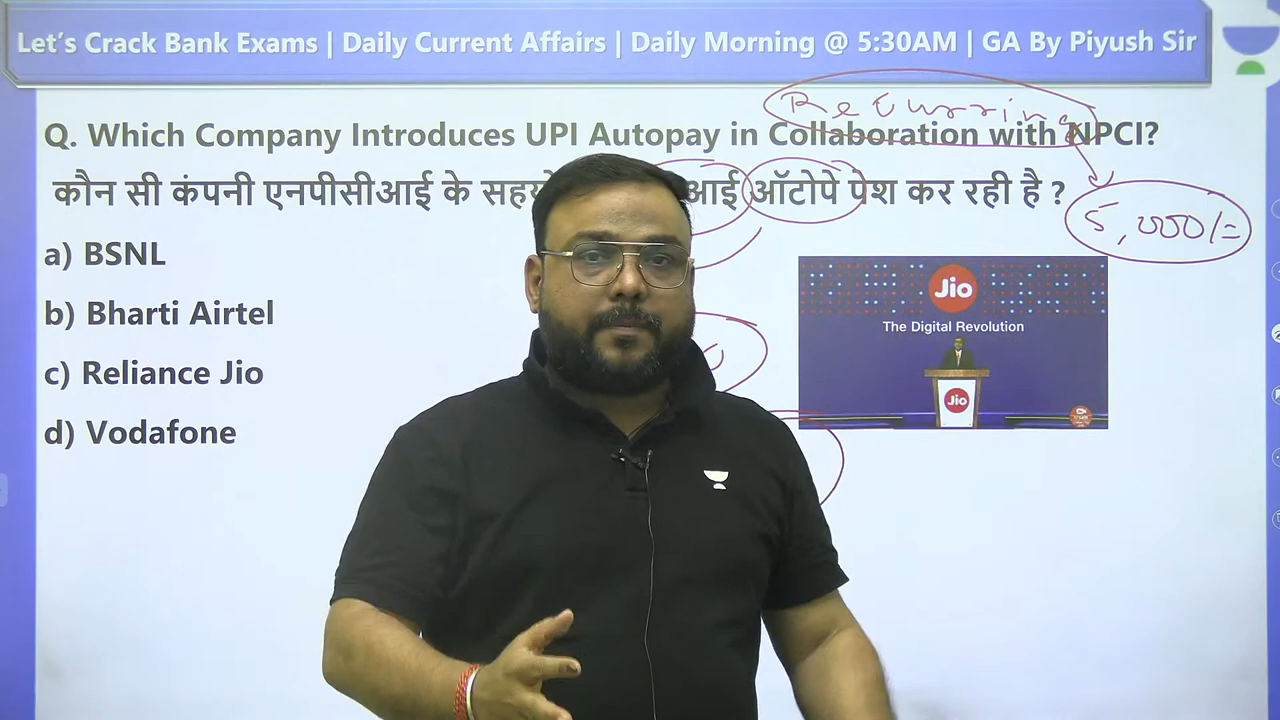 Let’s Crack Bank Exams | Daily Current Affairs | Daily Morning @ 5:30AM | GA By Piyush Sir
Recurring
Q. Which Company Introduces UPI Autopay in Collaboration with NPCI?
कौन सी कंपनी एनपीसीआई के आई ऑटोपे पेश कर रही है ?
5,000/=
a) BSNL
b) Bharti Airtel
c) Reliance Jio
d) Vodafone
Jio
The Digital Revolution
Jio